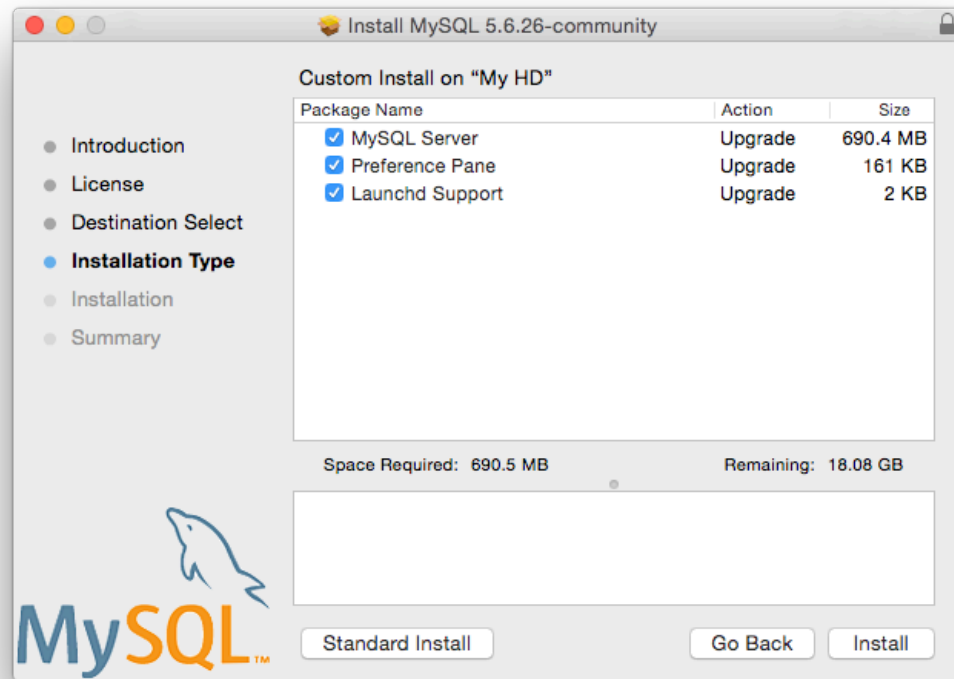 Install MySQL 5.6.26-community
Custom Install on “My HD”
Introduction
License
Destination Select
Installation Type
Installation
Summary
Package Name Action Size
MySQL Server Upgrade 690.4 MB
Preference Pane Upgrade 161 KB
Launchd Support Upgrade 2 KB
Space Required: 690.5 MB Remaining: 18.08 GB
MySQL™
Standard Install Go Back Install